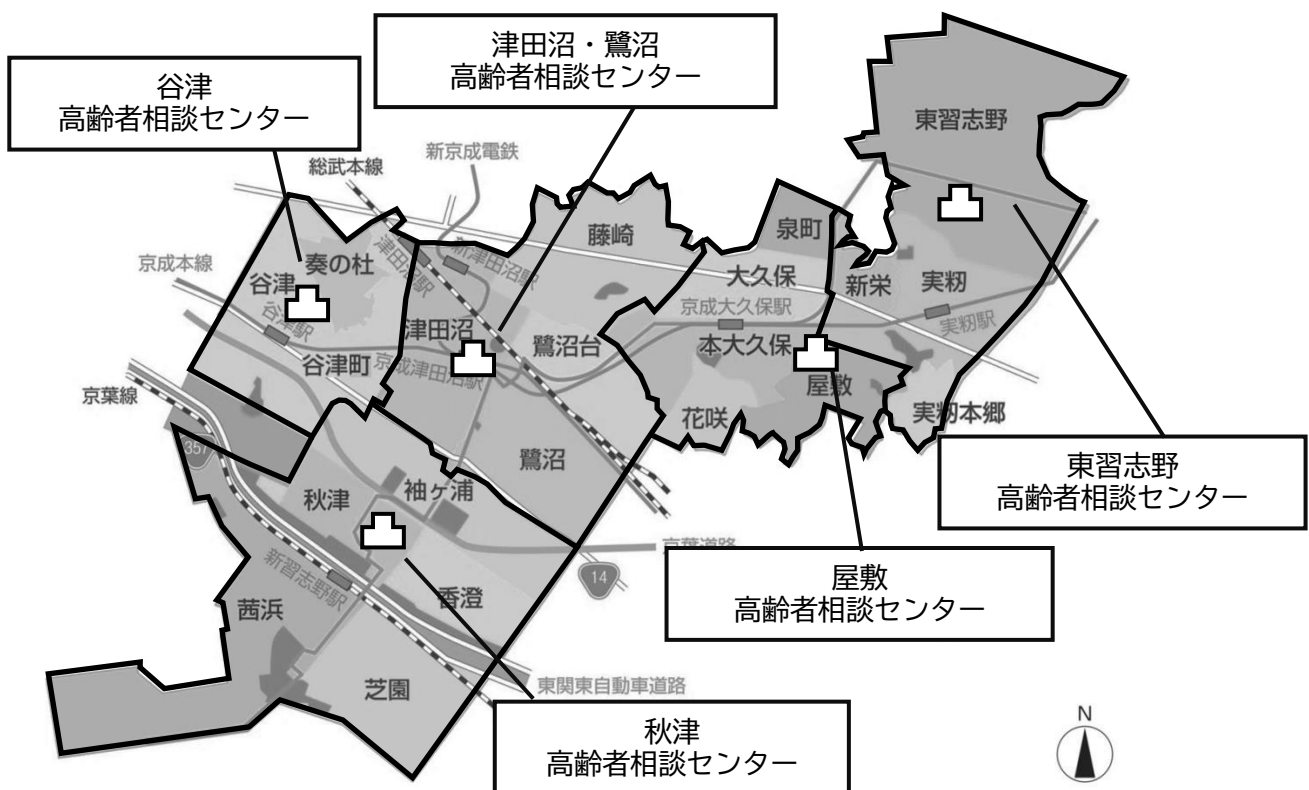 津田沼・鷺沼
高齢者相談センター
谷津
高齢者相談センター
東習志野
新京成電鉄
総武本線
藤崎
泉町
津田沼駅
新津田沼駅
奏の杜
京成本線
大久保
谷津
新栄
実籾
京成大久保駅
谷津駅
実籾駅
津田沼
鷺沼台
本大久保
谷津町
京成津田沼駅
屋敷
京葉線
花咲
実籾本郷
357
鷺沼
東習志野
高齢者相談センター
秋津
袖ヶ浦
京葉道路
新習志野駅
14
屋敷
高齢者相談センター
茜浜
香澄
芝園
東関東自動車道路
秋津
高齢者相談センター
N